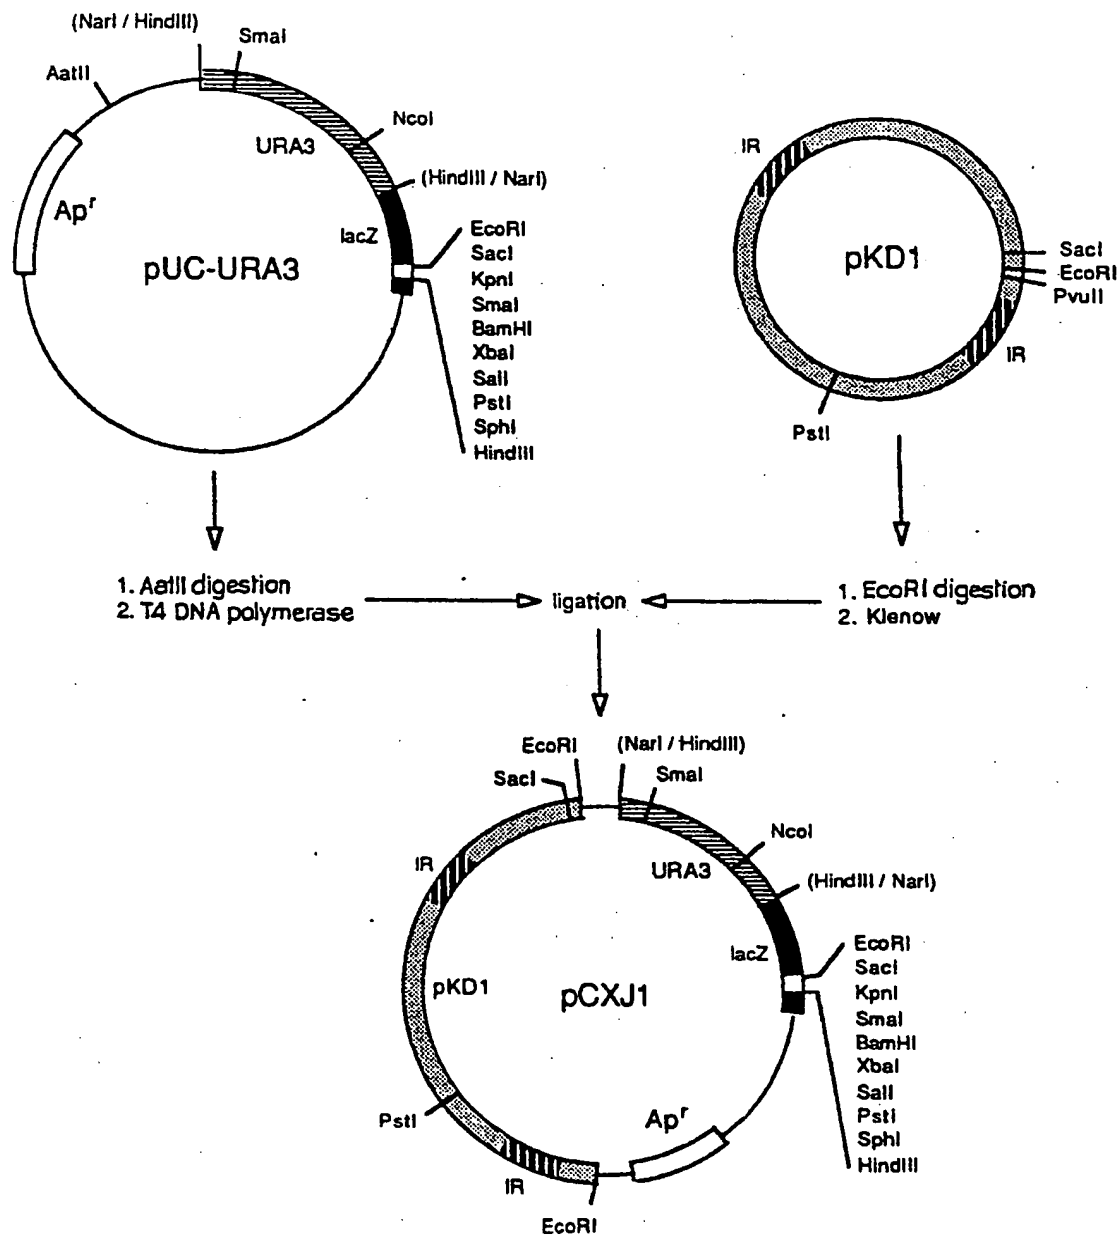 (NarI / HindIII)
SmaI
AatII
NcoI
URA3
(HindIII / NarI)
Apʳ
lacZ
pUC-URA3
EcoRI
SacI
KpnI
SmaI
BamHI
XbaI
SalI
PstI
SphI
HindIII
IR
pKD1
SacI
EcoRI
PvuII
IR
PstI
1. AatII digestion
2. T4 DNA polymerase
ligation
1. EcoRI digestion
2. Klenow
EcoRI
(NarI / HindIII)
SacI
SmaI
NcoI
IR
URA3
(HindIII / NarI)
lacZ
pKD1
pCXJ1
EcoRI
SacI
KpnI
SmaI
BamHI
XbaI
SalI
PstI
SphI
HindIII
PstI
Apʳ
IR
EcoRI